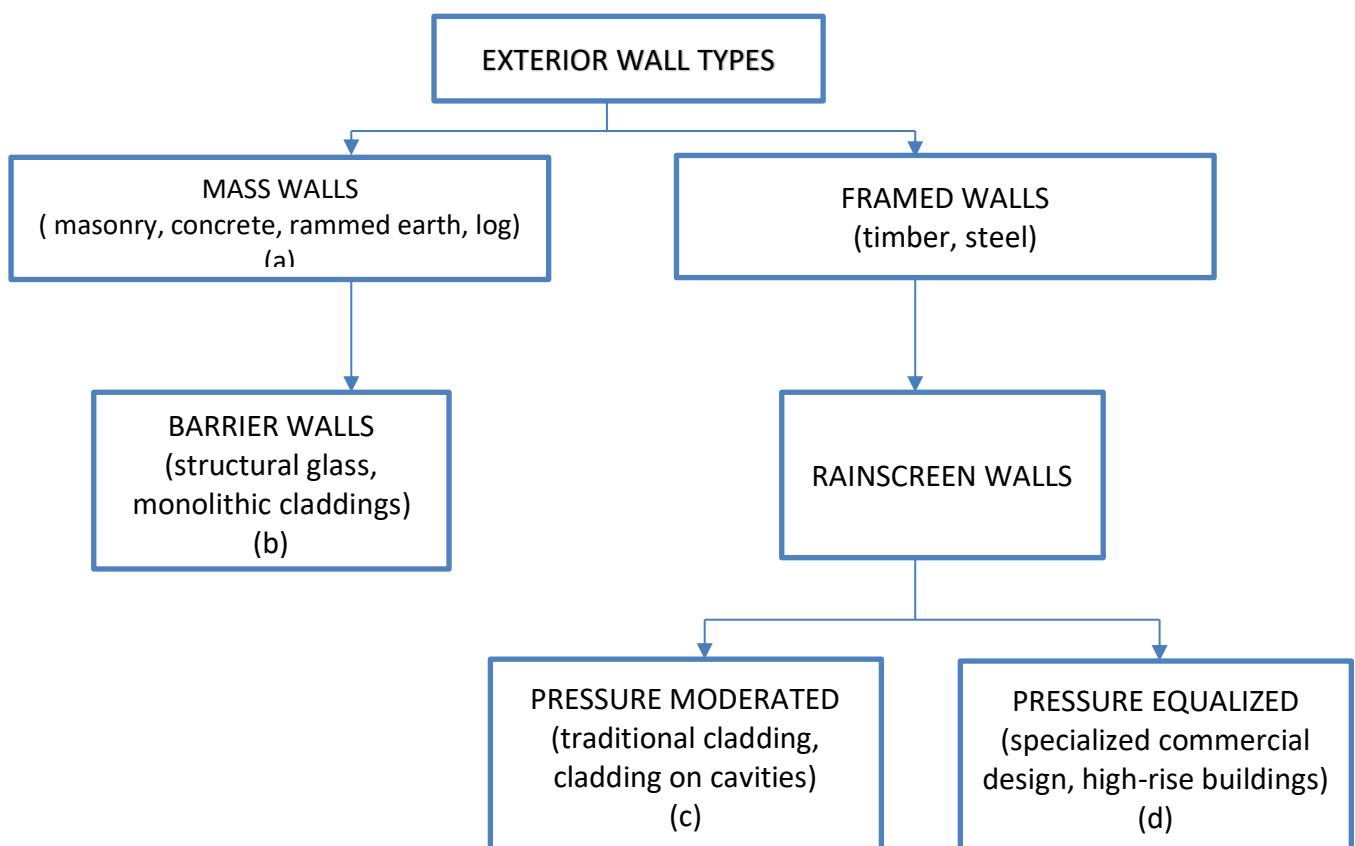 EXTERIOR WALL TYPES
MASS WALLS
( masonry, concrete, rammed earth, log)
(a)
FRAMED WALLS
(timber, steel)
BARRIER WALLS
(structural glass,
monolithic claddings)
(b)
RAINSCREEN WALLS
PRESSURE MODERATED
(traditional cladding,
cladding on cavities)
(c)
PRESSURE EQUALIZED
(specialized commercial
design, high-rise buildings)
(d)